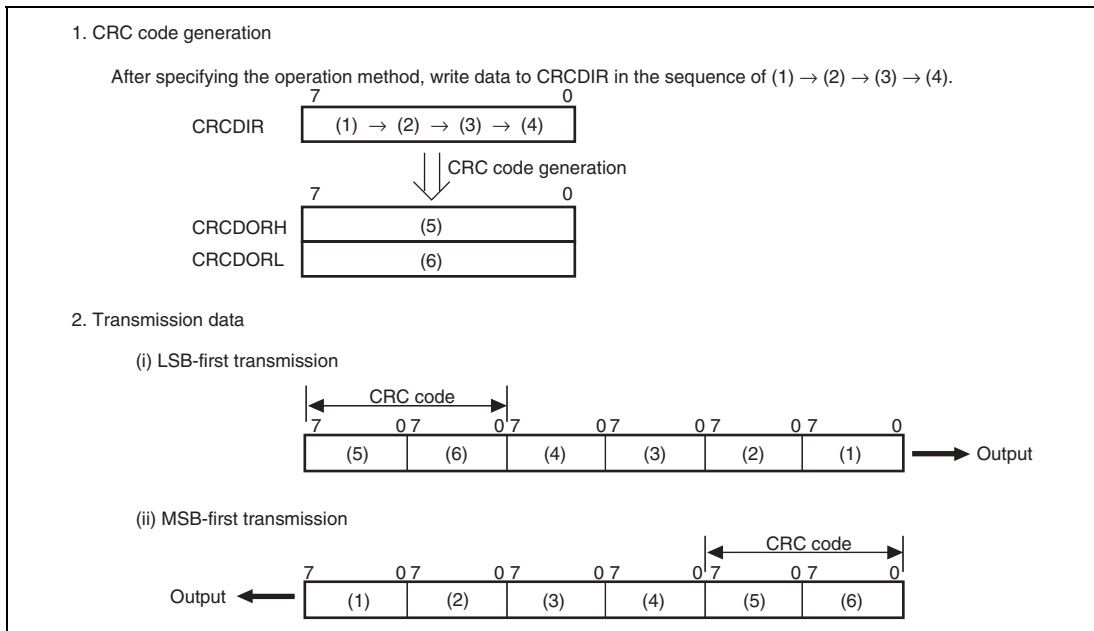 1. CRC code generation
After specifying the operation method, write data to CRCDIR in the sequence of (1) → (2) → (3) → (4).
7 0
CRCDIR (1) → (2) → (3) → (4)
CRC code generation
7 0
CRCDORH (5)
CRCDORL (6)
2. Transmission data
(i) LSB-first transmission
CRC code
7 0 7 0 7 0 7 0 7 0 7 0
(5) (6) (4) (3) (2) (1) Output
(ii) MSB-first transmission
CRC code
7 0 7 0 7 0 7 0 7 0 7 0
Output (1) (2) (3) (4) (5) (6)